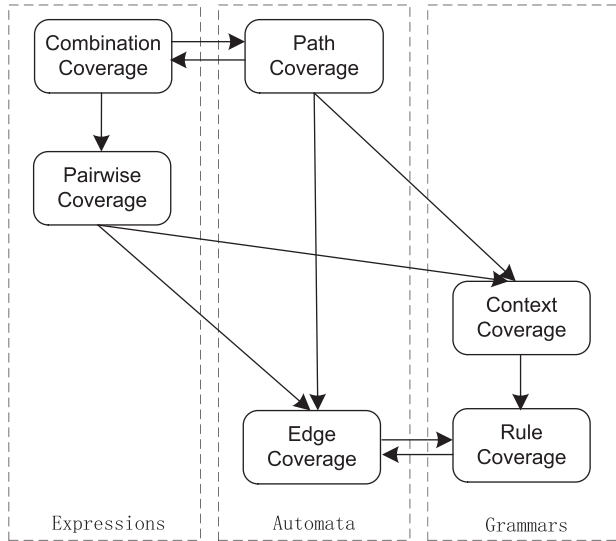 Combination
Coverage
Path
Coverage
Pairwise
Coverage
Context
Coverage
Edge
Coverage
Rule
Coverage
Expressions
Automata
Grammars